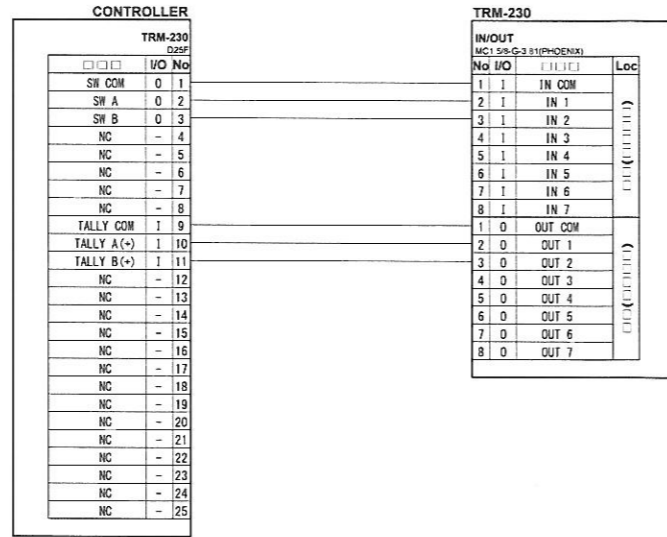 CONTROLLER
TRM-230
D25F
□□□ I/O No
SW COM O 1
SW A O 2
SW B O 3
NC - 4
NC - 5
NC - 6
NC - 7
NC - 8
TALLY COM I 9
TALLY A(+) I 10
TALLY B(+) I 11
NC - 12
NC - 13
NC - 14
NC - 15
NC - 16
NC - 17
NC - 18
NC - 19
NC - 20
NC - 21
NC - 22
NC - 23
NC - 24
NC - 25
TRM-230
IN/OUT
MC1 5/8-G-3 81(PHOENIX)
No I/O □□□ Loc
1 I IN COM
2 I IN 1
3 I IN 2
4 I IN 3
5 I IN 4
6 I IN 5
7 I IN 6
8 I IN 7
1 O OUT COM
2 O OUT 1
3 O OUT 2
4 O OUT 3
5 O OUT 4
6 O OUT 5
7 O OUT 6
8 O OUT 7